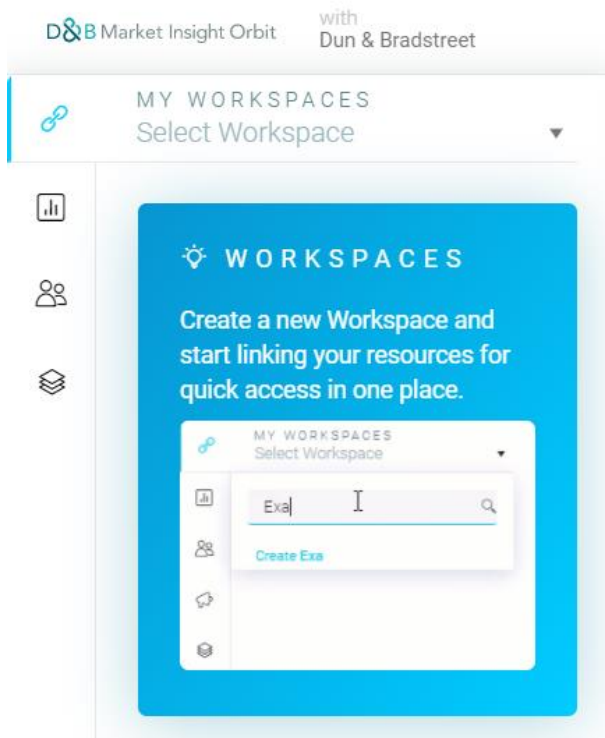 D&B Market Insight Orbit
with
Dun & Bradstreet
MY WORKSPACES
Select Workspace
WORKSPACES
Create a new Workspace and
start linking your resources for
quick access in one place.
MY WORKSPACES
Select Workspace
Exa
Create Exa